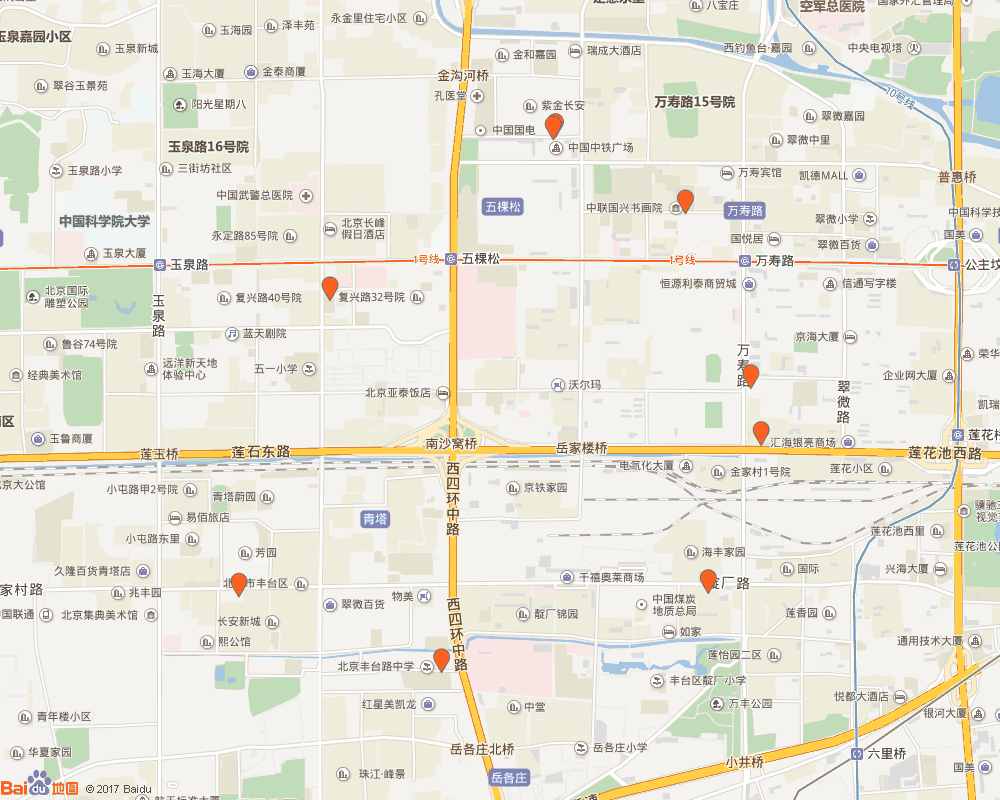 永金里住宅小区
八宝庄
空军总医院
玉海园
泽丰苑
玉泉嘉园小区
玉泉新城
金和嘉园
瑞成大酒店
西钓鱼台·嘉园
中央电视塔
玉海大厦
金泰商厦
金沟河桥
翠谷玉景苑
孔医堂
阳光星期八
紫金长安
万寿路15号院
10号线
翠微嘉园
中国国电
玉泉路16号院
中国中铁广场
翠微中里
玉泉路小学
三街坊社区
万寿宾馆
凯德MALL
普惠桥
中国武警总医院
五棵松
中联国兴书画院
万寿路
中国科学院大学
北京长峰
假日酒店
翠微小学
中国科学技
永定路85号院
国悦居
国美
翠微百货
玉泉大厦
玉泉路
1号线
五棵松
1号线
万寿路
公主坟
北京国际
雕塑公园
复兴路40号院
复兴路32号院
恒源利泰商贸城
信通写字楼
玉泉路
蓝天剧院
京海大厦
鲁谷74号院
远洋新天地
体验中心
五一小学
万寿路
荣华
经典美术馆
沃尔玛
企业网大厦
北京亚泰饭店
翠微路
凯瑞
南区
玉鲁商厦
南沙窝桥
岳家楼桥
汇海银亮商场
莲花桥
莲玉桥
莲石东路
莲花池西路
电气化大厦
金家村1号院
莲花小区
京大公馆
小屯路甲2号院
青塔蔚园
西四环中路
京铁家园
易佰旅店
青塔
小屯路东里
莲花池西里
芳园
海丰家园
莲花池公
久隆百货青塔店
北京市丰台区
千禧奥莱商场
国际
兴海大厦
家村路
兆丰园
物美
靛厂路
中国联通
北京集典美术馆
翠微百货
西四环中路
靛厂锦园
中国煤炭
地质总局
莲香园
长安新城
如家
熙公馆
通用技术大厦
莲怡园二区
北京丰台路中学
丰台区靛厂小学
悦都大酒店
红星美凯龙
中堂
万丰公园
银河大厦
青年楼小区
岳各庄北桥
岳各庄小学
华夏家园
六里桥
小井桥
珠江·峰景
岳各庄
国美
Bai du 地图
© 2017 Baidu